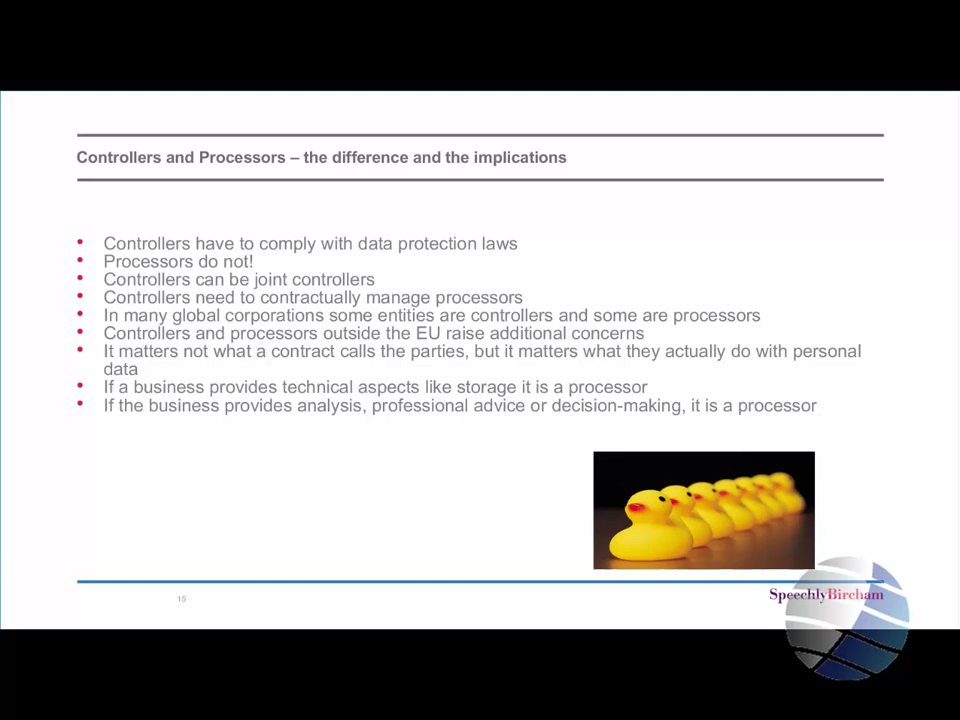 Controllers and Processors – the difference and the implications
• Controllers have to comply with data protection laws
• Processors do not!
• Controllers can be joint controllers
• Controllers need to contractually manage processors
• In many global corporations some entities are controllers and some are processors
• Controllers and processors outside the EU raise additional concerns
• It matters not what a contract calls the parties, but it matters what they actually do with personal
data
• If a business provides technical aspects like storage it is a processor
• If the business provides analysis, professional advice or decision-making, it is a processor
15
SpeechlyBircham